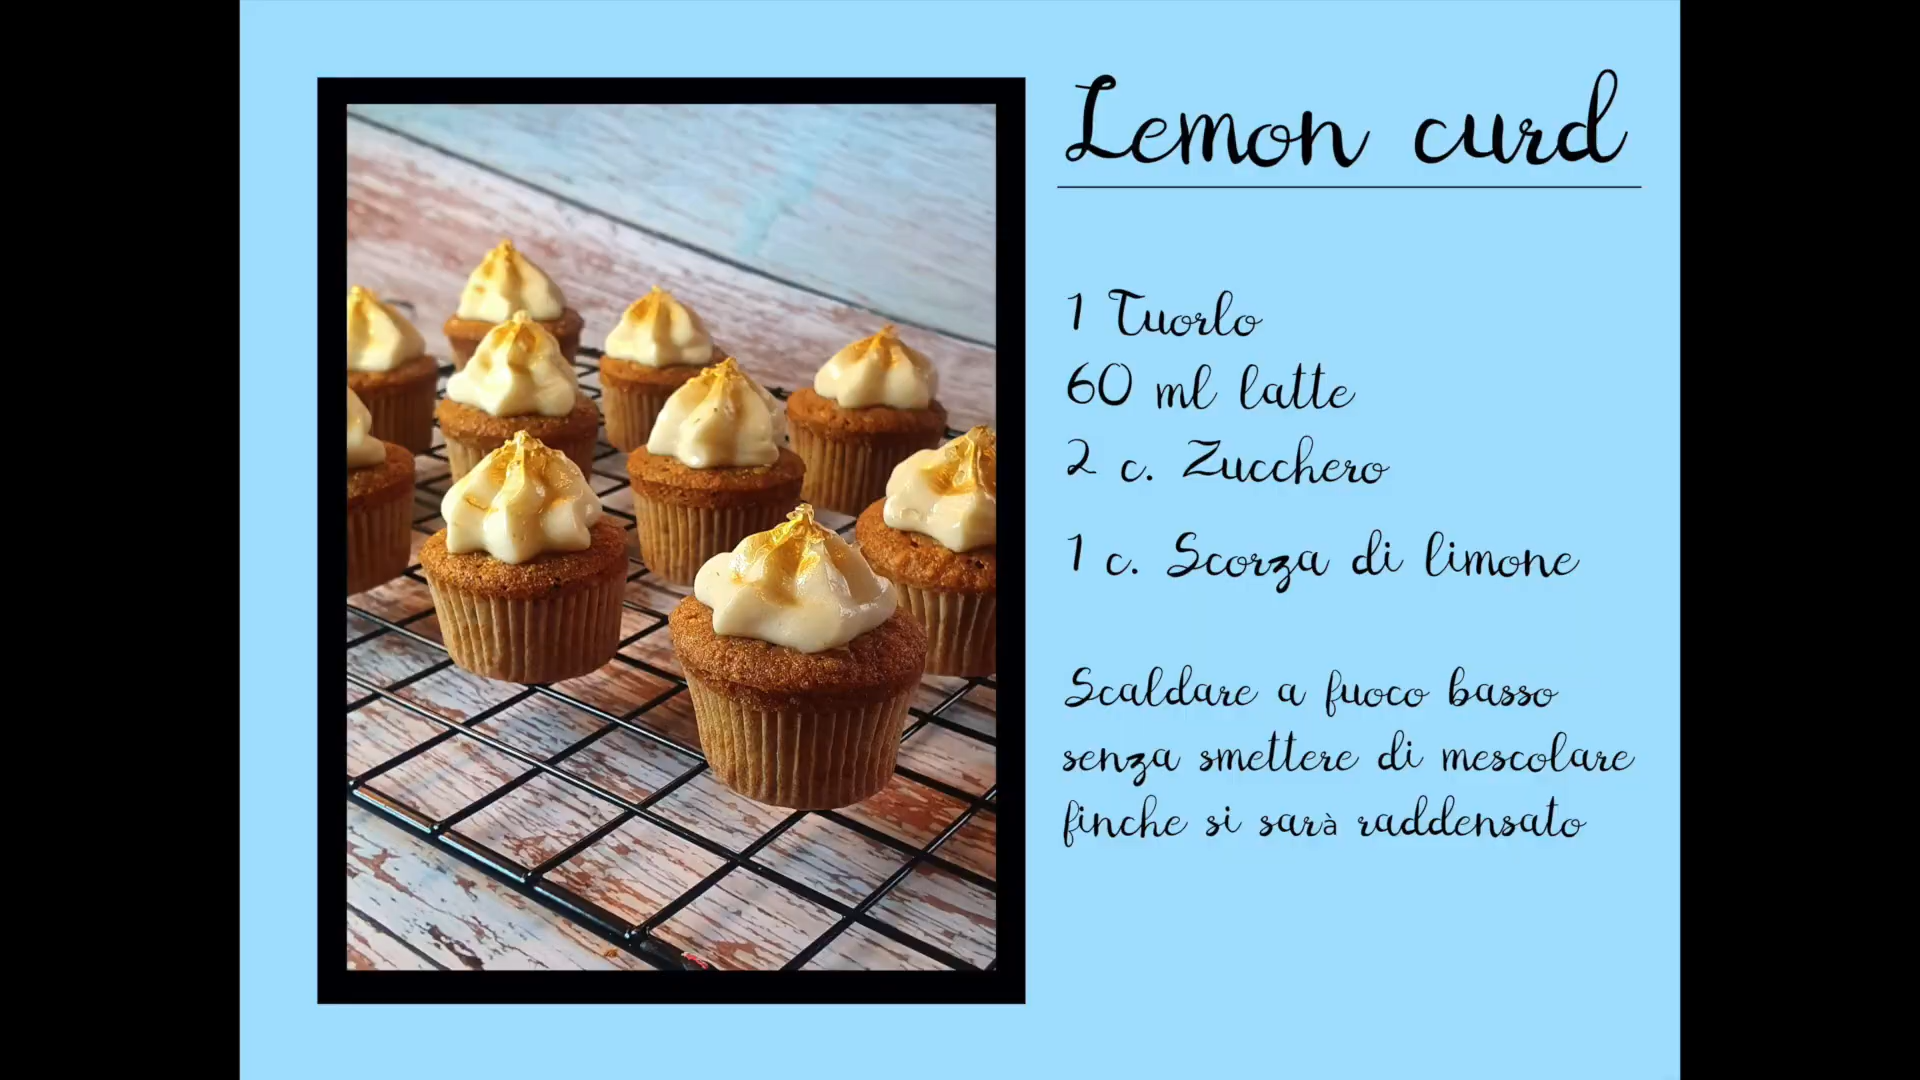 Lemon curd
1 Tuorlo
60 ml latte
2 c. Zucchero
1 c. Scorza di limone
Scaldare a fuoco basso
senza smettere di mescolare
finche si sarà raddensato